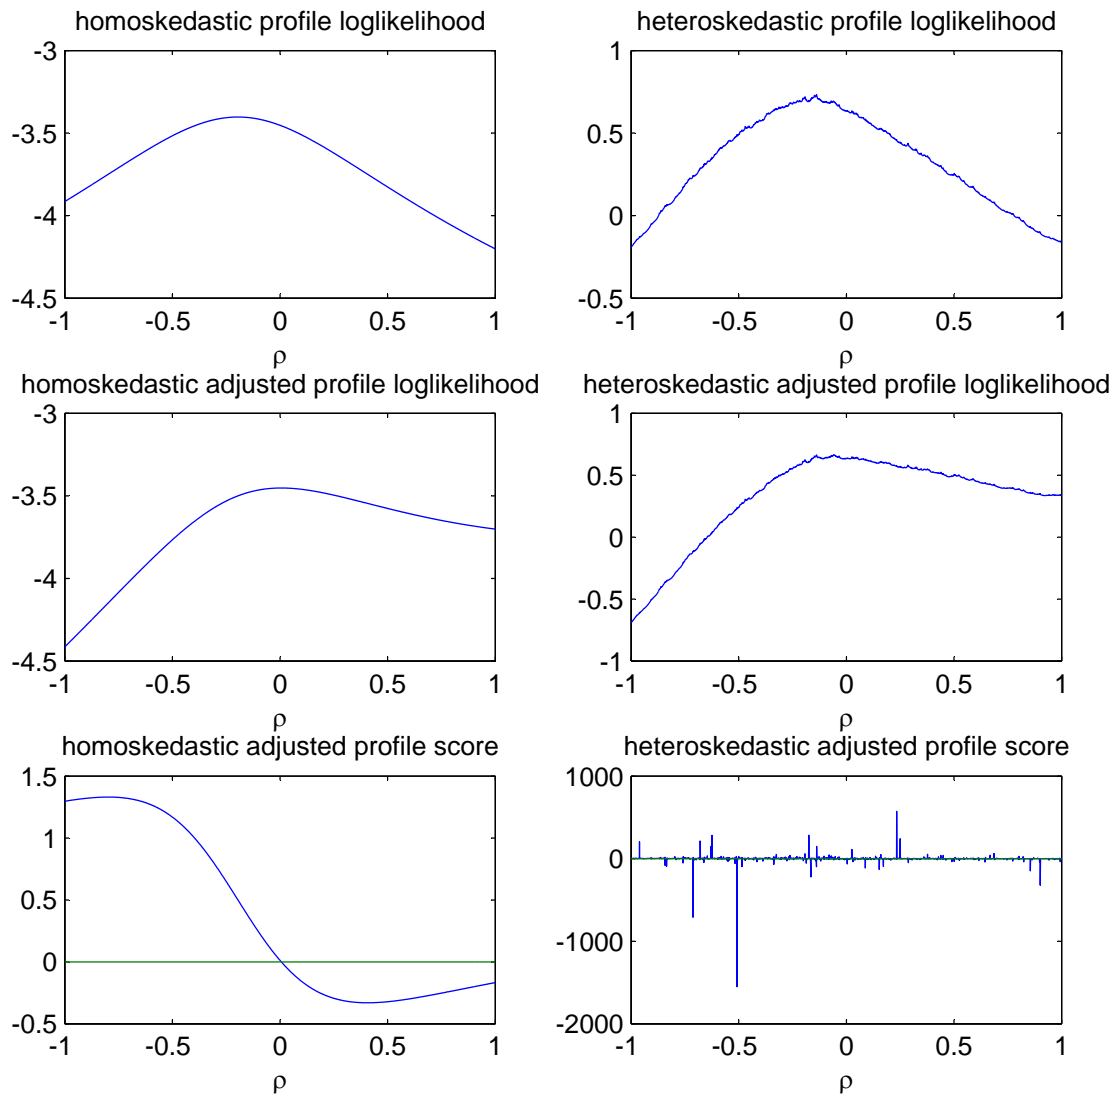 homoskedastic profile loglikelihood
-3
-3.5
-4
-4.5
-1 -0.5 0 0.5 1
ρ
heteroskedastic profile loglikelihood
1
0.5
0
-0.5
-1 -0.5 0 0.5 1
ρ
homoskedastic adjusted profile loglikelihood
-3
-3.5
-4
-4.5
-1 -0.5 0 0.5 1
ρ
heteroskedastic adjusted profile loglikelihood
1
0.5
0
-0.5
-1
-1 -0.5 0 0.5 1
ρ
homoskedastic adjusted profile score
1.5
1
0.5
0
-0.5
-1 -0.5 0 0.5 1
ρ
heteroskedastic adjusted profile score
1000
0
-1000
-2000
-1 -0.5 0 0.5 1
ρ